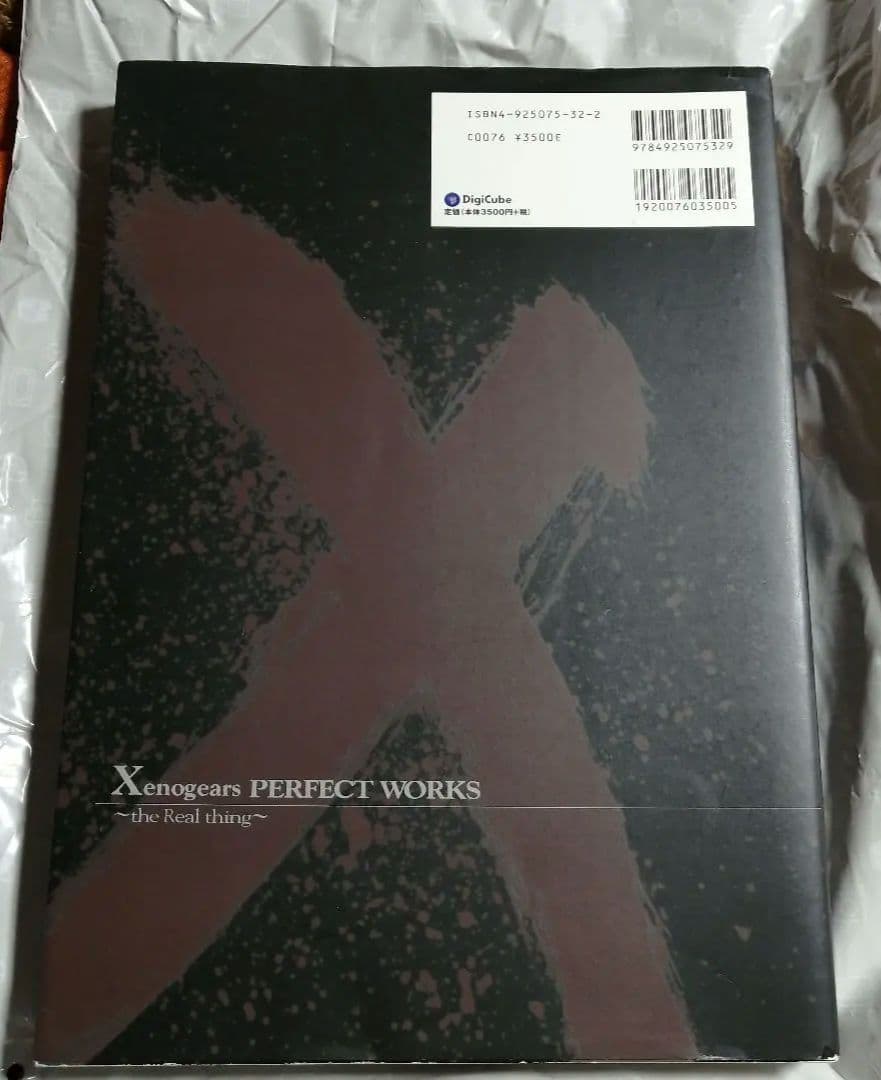 ISBN4-925075-32-2
C0076 ¥3500E
9784925075329
DigiCube
定価(本体3500円+税)
1920076035005
Xenogears PERFECT WORKS
~the Real thing~